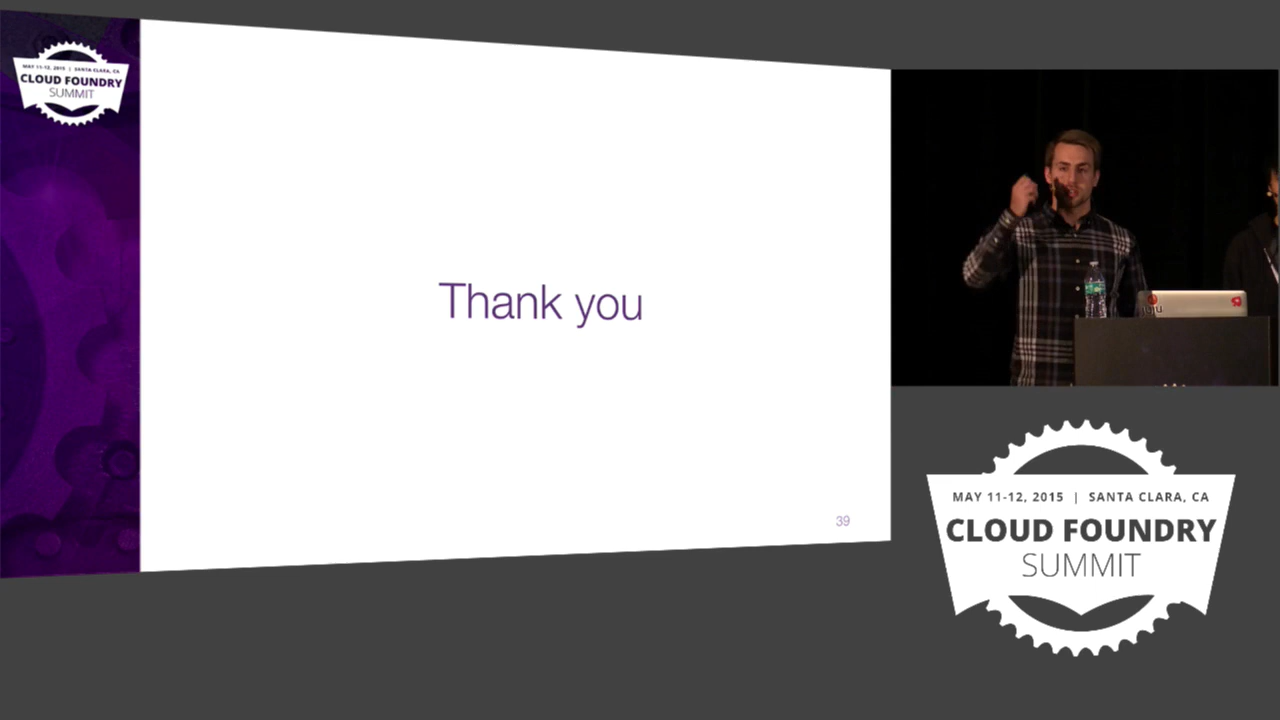 MAY 11-12, 2015 | SANTA CLARA, CA
CLOUD FOUNDRY
SUMMIT
Thank you
39
juju
MAY 11-12, 2015 | SANTA CLARA, CA
CLOUD FOUNDRY
SUMMIT